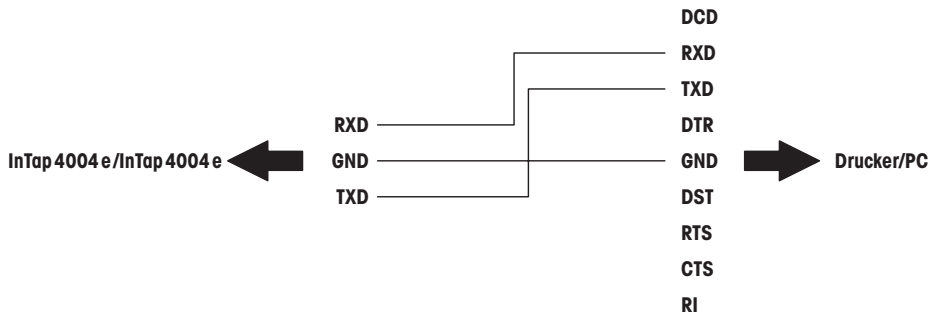 DCD
RXD
TXD
RXD DTR
InTap 4004 e/InTap 4004 e GND GND Drucker/PC
TXD DST
RTS
CTS
RI